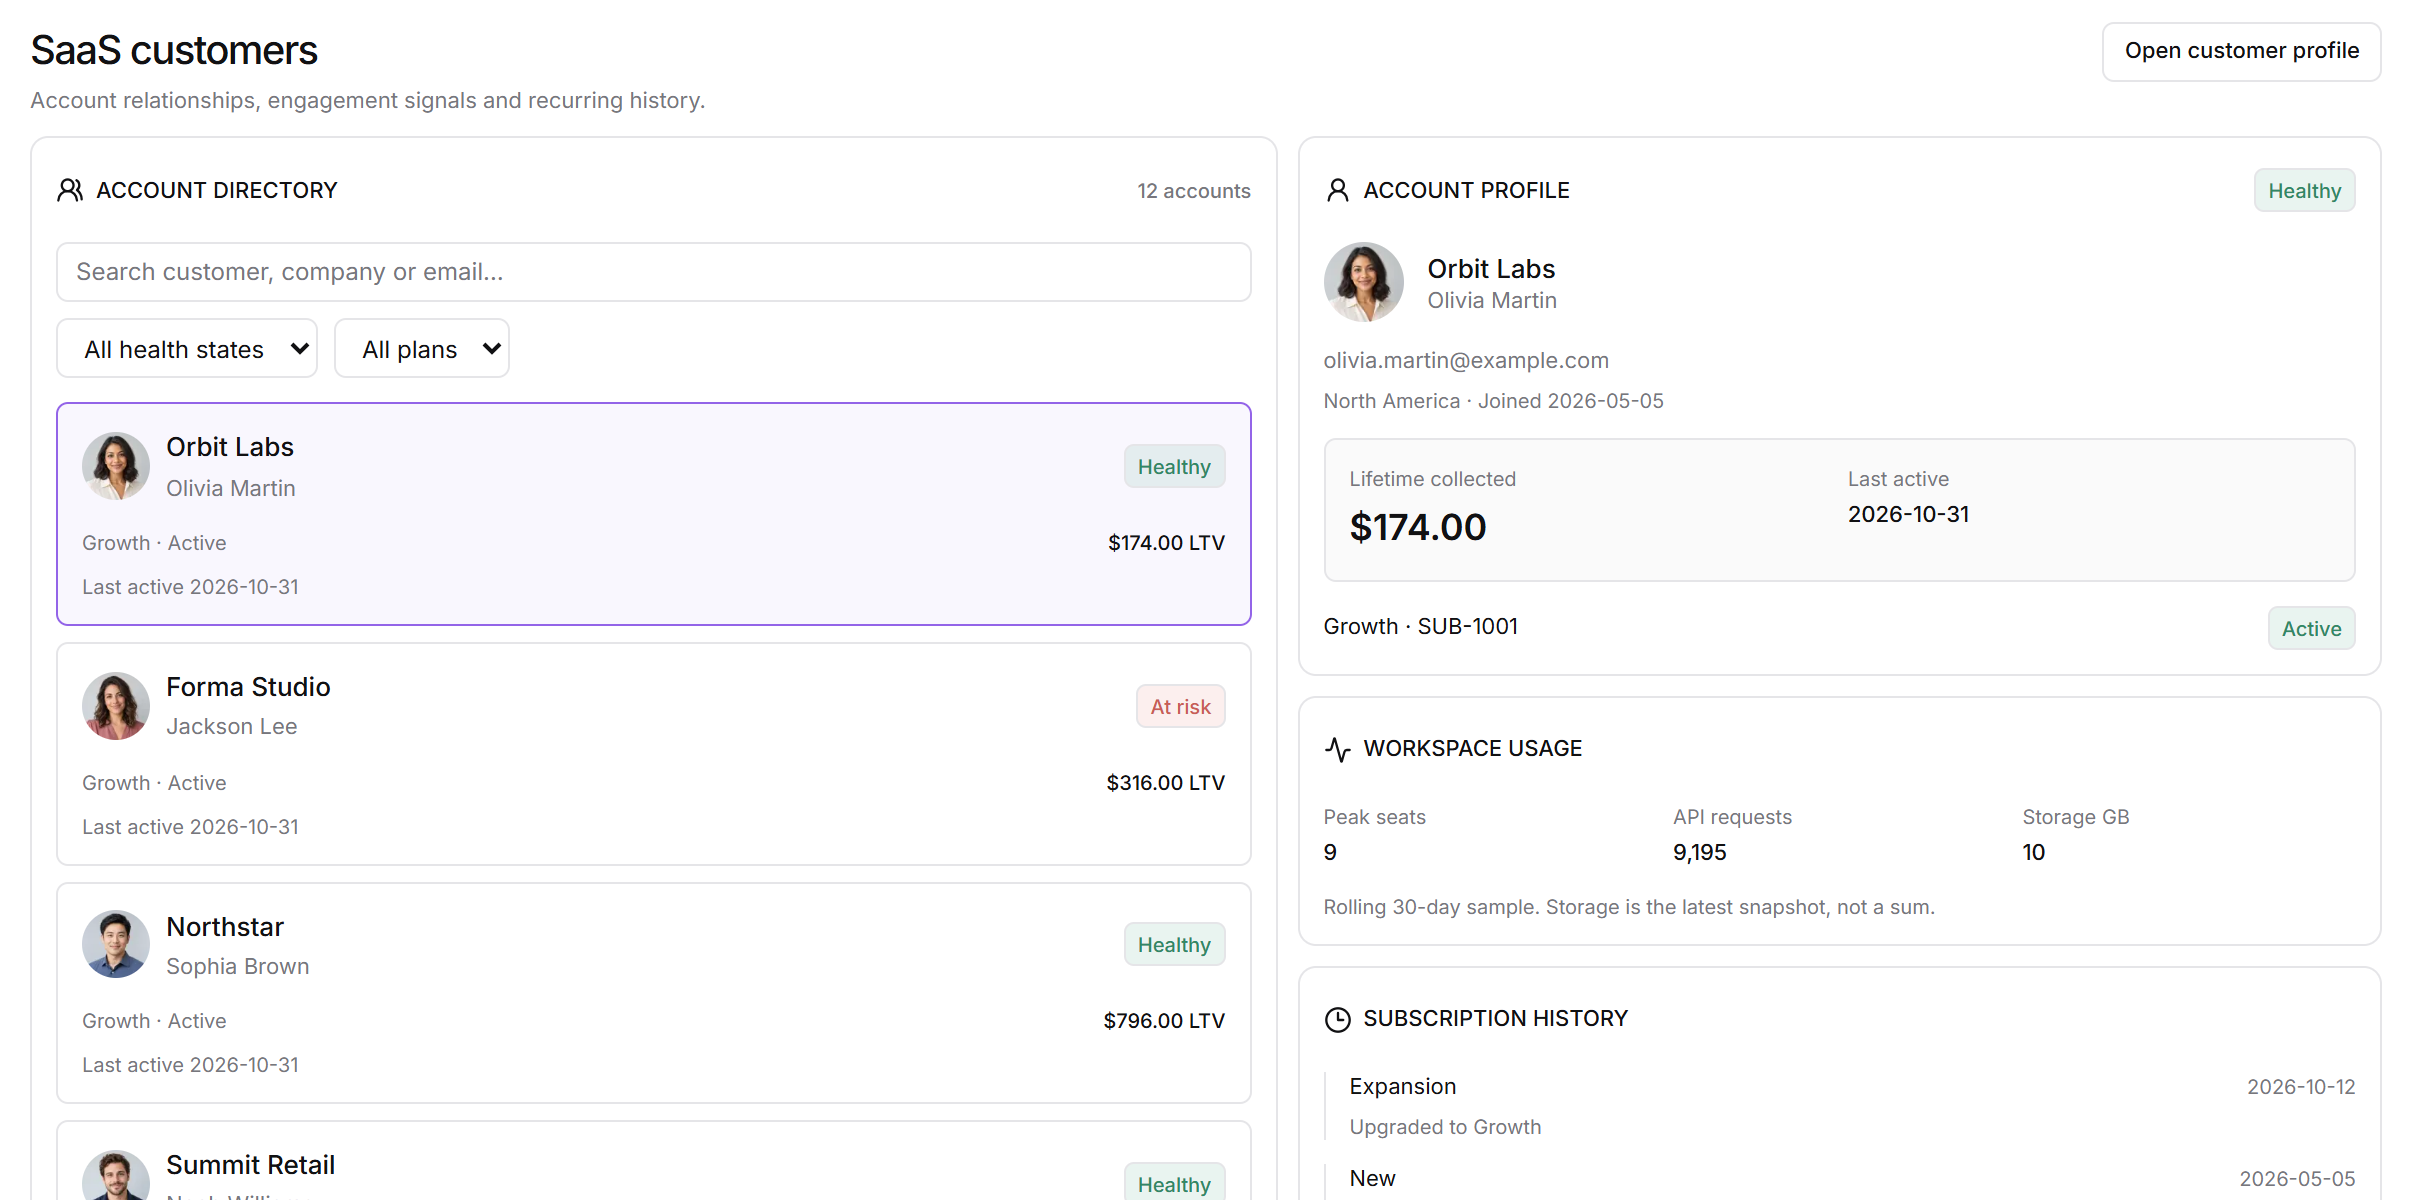 SaaS customers
Account relationships, engagement signals and recurring history.
Open customer profile
ACCOUNT DIRECTORY
12 accounts
Search customer, company or email...
All health states
All plans
Orbit Labs
Olivia Martin
Healthy
Growth · Active
$174.00 LTV
Last active 2026-10-31
Forma Studio
Jackson Lee
At risk
Growth · Active
$316.00 LTV
Last active 2026-10-31
Northstar
Sophia Brown
Healthy
Growth · Active
$796.00 LTV
Last active 2026-10-31
Summit Retail
Healthy
ACCOUNT PROFILE
Healthy
Orbit Labs
Olivia Martin
olivia.martin@example.com
North America · Joined 2026-05-05
Lifetime collected
$174.00
Last active
2026-10-31
Growth · SUB-1001
Active
WORKSPACE USAGE
Peak seats
9
API requests
9,195
Storage GB
10
Rolling 30-day sample. Storage is the latest snapshot, not a sum.
SUBSCRIPTION HISTORY
Expansion
2026-10-12
Upgraded to Growth
New
2026-05-05